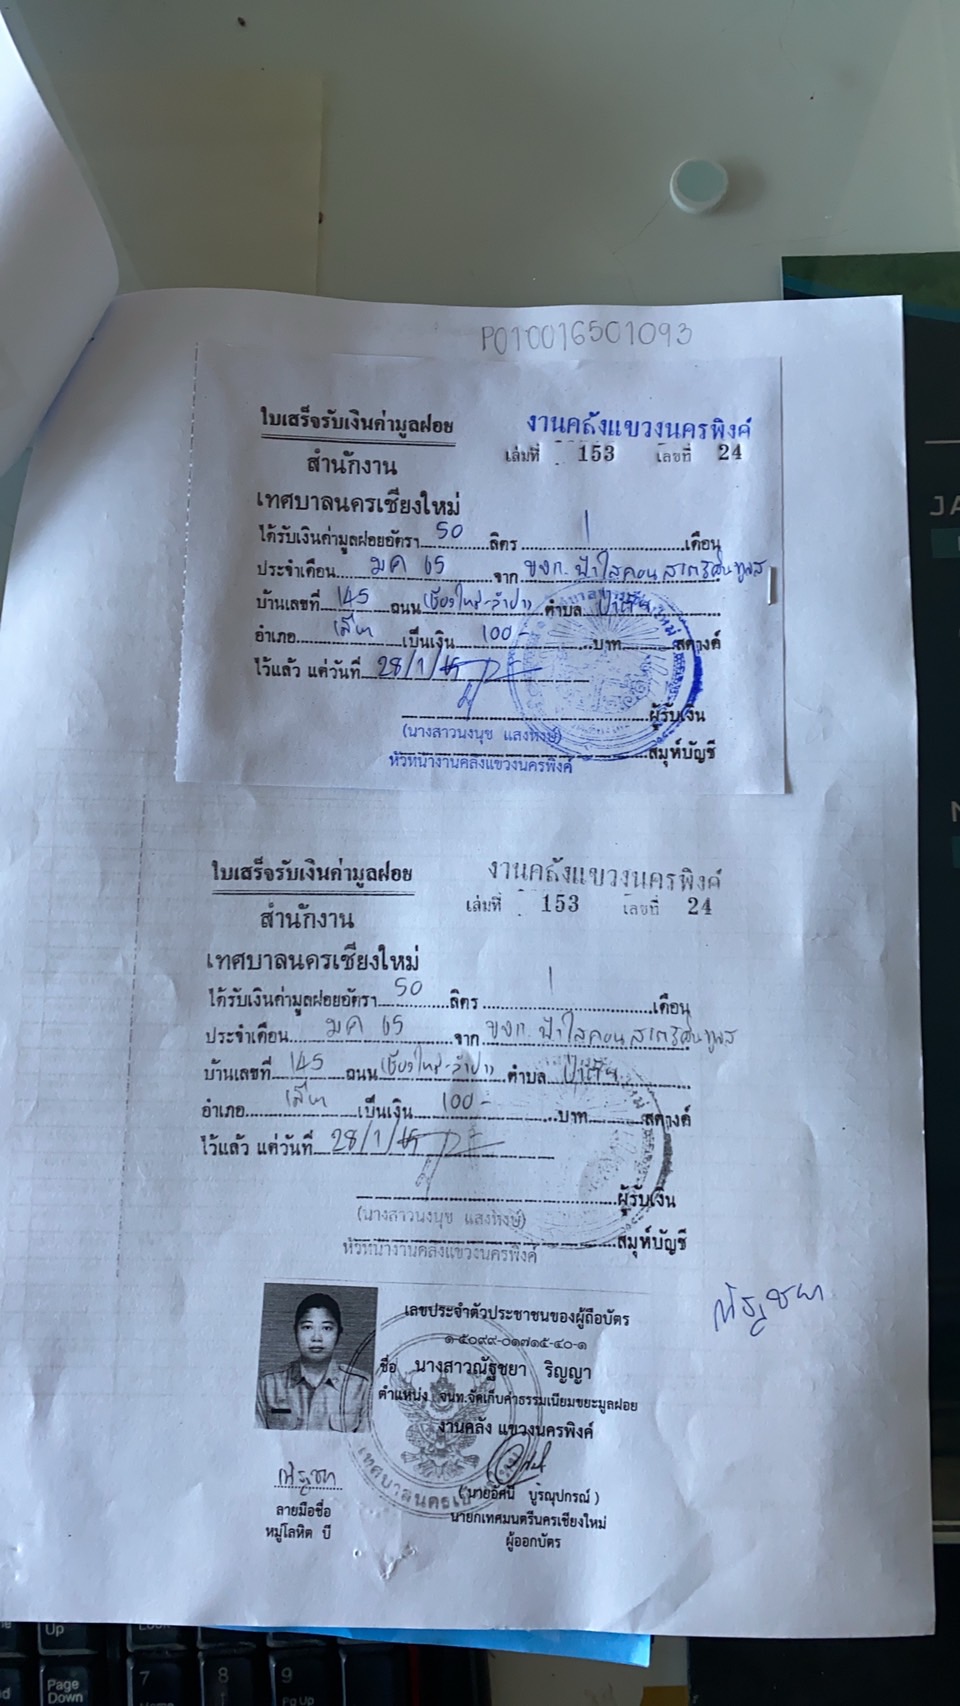 P010016501093
ใบเสร็จรับเงินค่ามูลฝอย งานคลังแขวงนครพิงค์
สำนักงาน เล่มที่ 153 เลขที่ 24
เทศบาลนครเชียงใหม่
ได้รับเงินค่ามูลฝอยอัตรา 50 ลิตร 1 เดือน
ประจำเดือน มค 65 จาก หจก. ฟ้าใสคอนสตรัคชั่น
บ้านเลขที่ 145 ถนน เชียงใหม่-ลำปาง ตำบล ป่าตัน
อำเภอ เมือง เป็นเงิน 100- บาท สตางค์
ไว้แล้ว แต่วันที่ 28/1/65
ผู้รับเงิน
(นางสาวนงนุช แสงหงษ์)
สมุห์บัญชี
หัวหน้างานคลังแขวงนครพิงค์
ใบเสร็จรับเงินค่ามูลฝอย งานคลังแขวงนครพิงค์
สำนักงาน เล่มที่ 153 เลขที่ 24
เทศบาลนครเชียงใหม่
ได้รับเงินค่ามูลฝอยอัตรา 50 ลิตร 1 เดือน
ประจำเดือน มค 65 จาก หจก. ฟ้าใสคอนสตรัคชั่น
บ้านเลขที่ 145 ถนน เชียงใหม่-ลำปาง ตำบล ป่าตัน
อำเภอ เมือง เป็นเงิน 100- บาท สตางค์
ไว้แล้ว แต่วันที่ 28/1/65
ผู้รับเงิน
(นางสาวนงนุช แสงหงษ์)
สมุห์บัญชี
หัวหน้างานคลังแขวงนครพิงค์
ณัฐชยา
เลขประจำตัวประชาชนของผู้ถือบัตร
๑-๕๐๙๙-๐๑๗๑๕-๔๐-๑
ชื่อ นางสาวณัฐชยา ริญญา
ตำแหน่ง จนท.จัดเก็บค่าธรรมเนียมขยะมูลฝอย
งานคลัง แขวงนครพิงค์
ณัฐชยา
ลายมือชื่อ
หมู่โลหิต บี
(นายอัศนี บูรณุปกรณ์)
นายกเทศมนตรีนครเชียงใหม่
ผู้ออกบัตร
Up
Page
Down
7
8
9
Pg Up